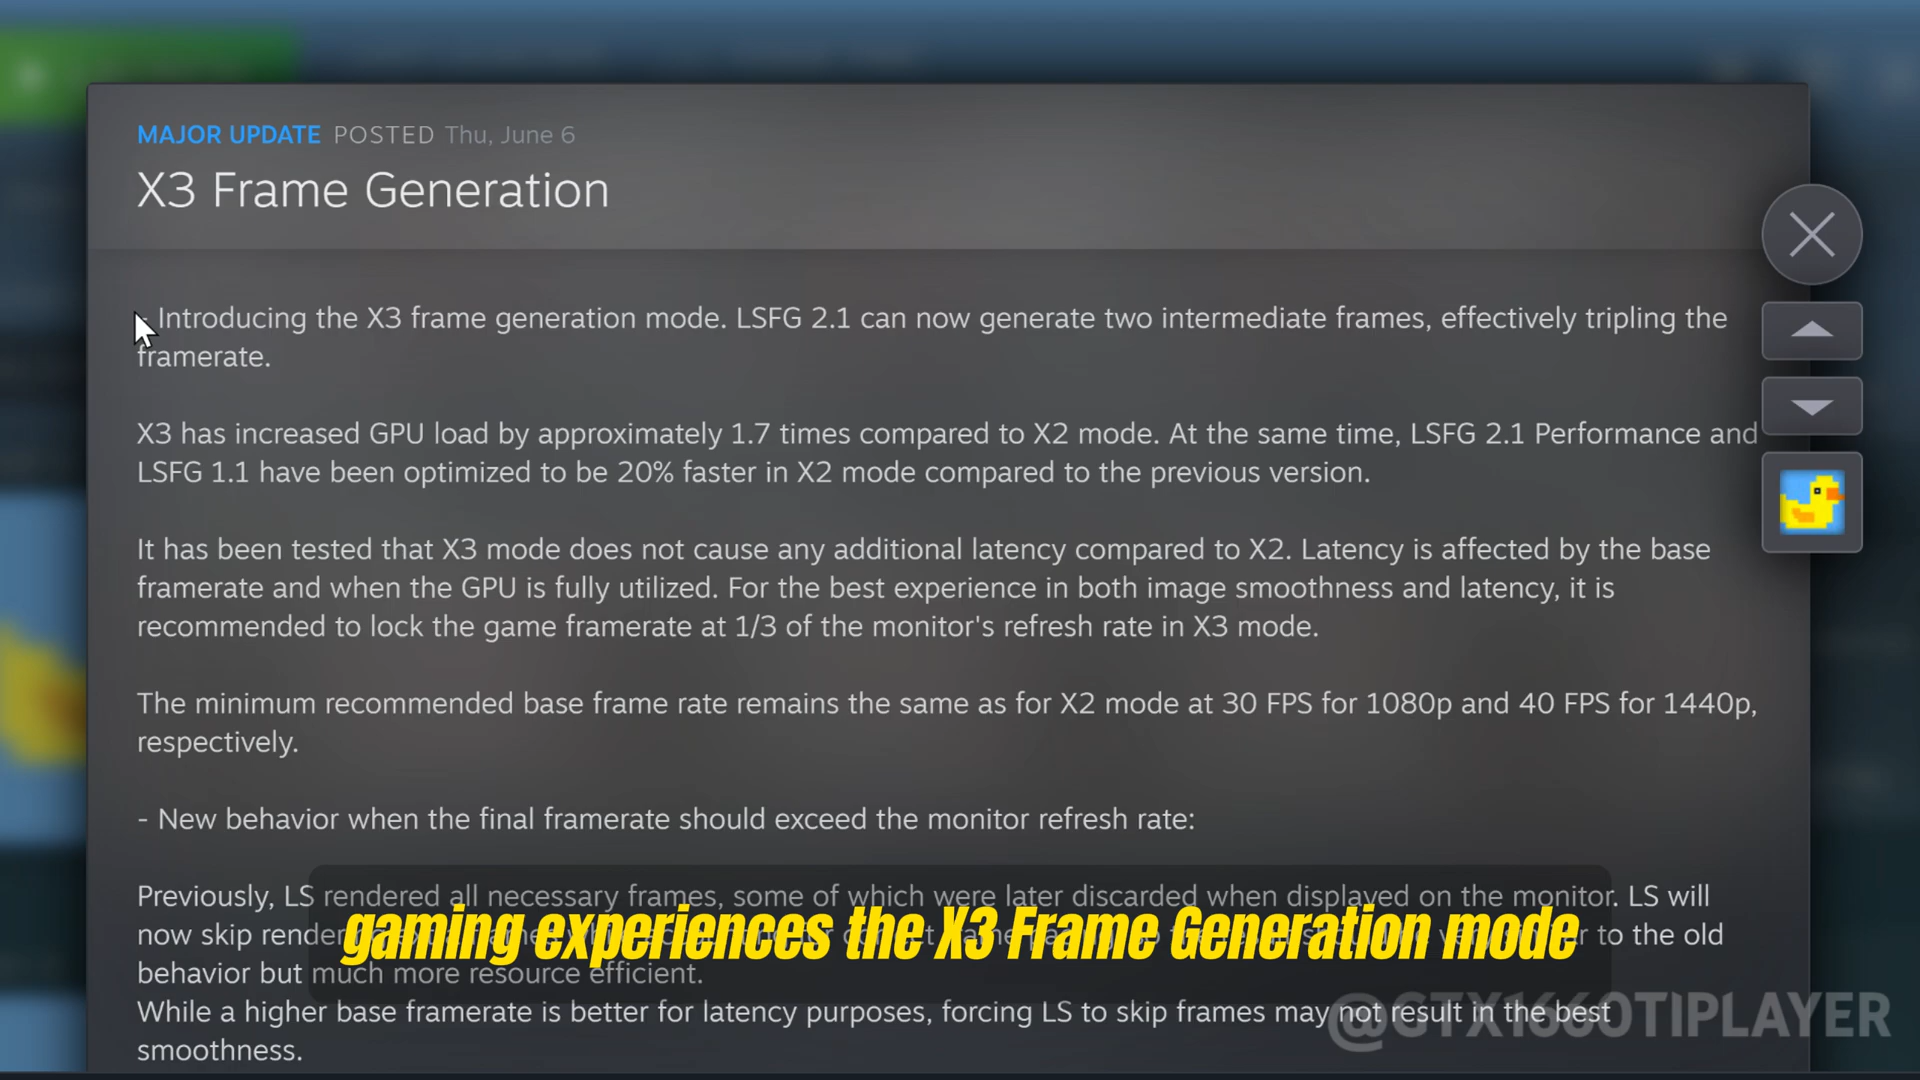 MAJOR UPDATE POSTED Thu, June 6
X3 Frame Generation
- Introducing the X3 frame generation mode. LSFG 2.1 can now generate two intermediate frames, effectively tripling the
framerate.
X3 has increased GPU load by approximately 1.7 times compared to X2 mode. At the same time, LSFG 2.1 Performance and
LSFG 1.1 have been optimized to be 20% faster in X2 mode compared to the previous version.
It has been tested that X3 mode does not cause any additional latency compared to X2. Latency is affected by the base
framerate and when the GPU is fully utilized. For the best experience in both image smoothness and latency, it is
recommended to lock the game framerate at 1/3 of the monitor's refresh rate in X3 mode.
The minimum recommended base frame rate remains the same as for X2 mode at 30 FPS for 1080p and 40 FPS for 1440p,
respectively.
- New behavior when the final framerate should exceed the monitor refresh rate:
Previously, LS rendered all necessary frames, some of which were later discarded when displayed on the monitor. LS will
now skip to the old
gaming experiences the X3 Frame Generation mode
behavior but much more resource efficient.
While a higher base framerate is better for latency purposes, forcing LS to skip frames may not result in the best
smoothness.
@GTX1660TIPLAYER